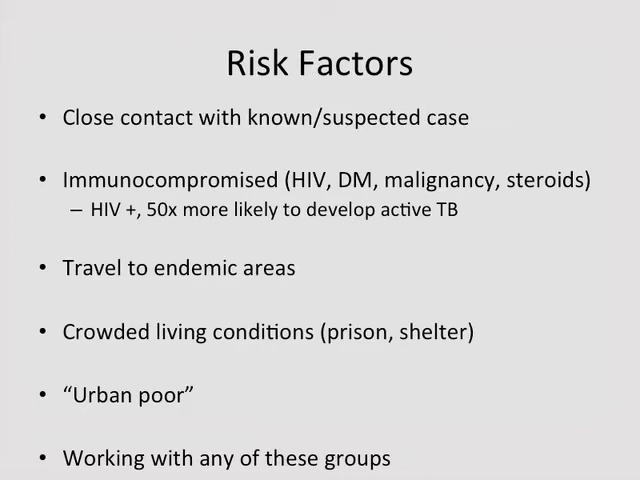 Risk Factors
• Close contact with known/suspected case
• Immunocompromised (HIV, DM, malignancy, steroids)
– HIV +, 50x more likely to develop active TB
• Travel to endemic areas
• Crowded living conditions (prison, shelter)
• “Urban poor”
• Working with any of these groups